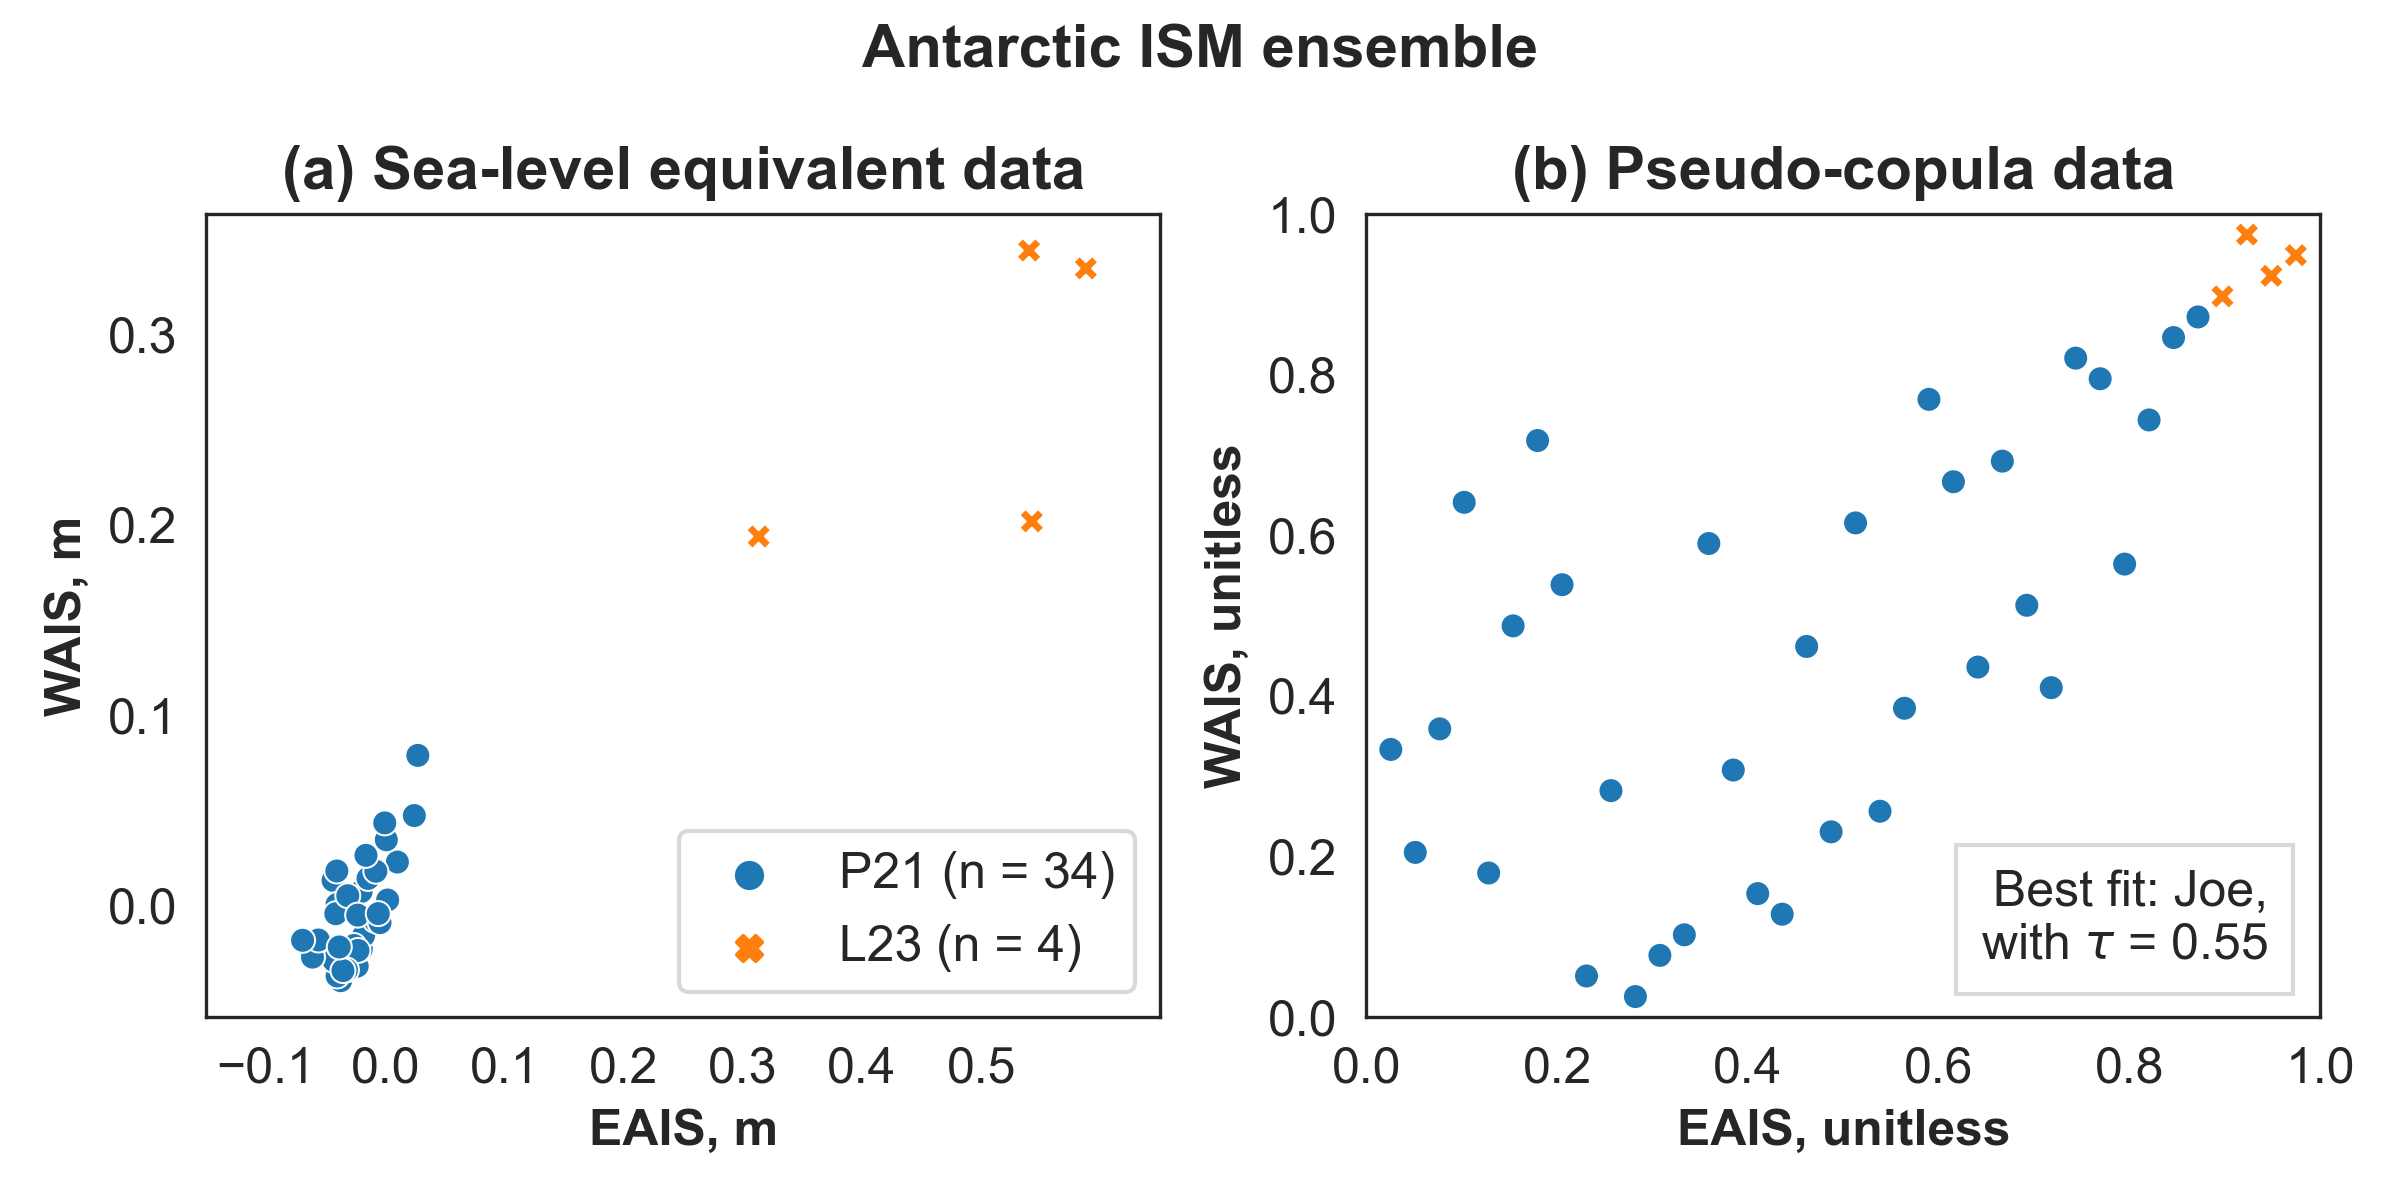 Antarctic ISM ensemble
(a) Sea-level equivalent data
WAIS, m
0.3
0.2
0.1
0.0
P21 (n = 34)
L23 (n = 4)
−0.1 0.0 0.1 0.2 0.3 0.4 0.5
EAIS, m
(b) Pseudo-copula data
WAIS, unitless
1.0
0.8
0.6
0.4
0.2
0.0
Best fit: Joe,
with τ = 0.55
0.0 0.2 0.4 0.6 0.8 1.0
EAIS, unitless